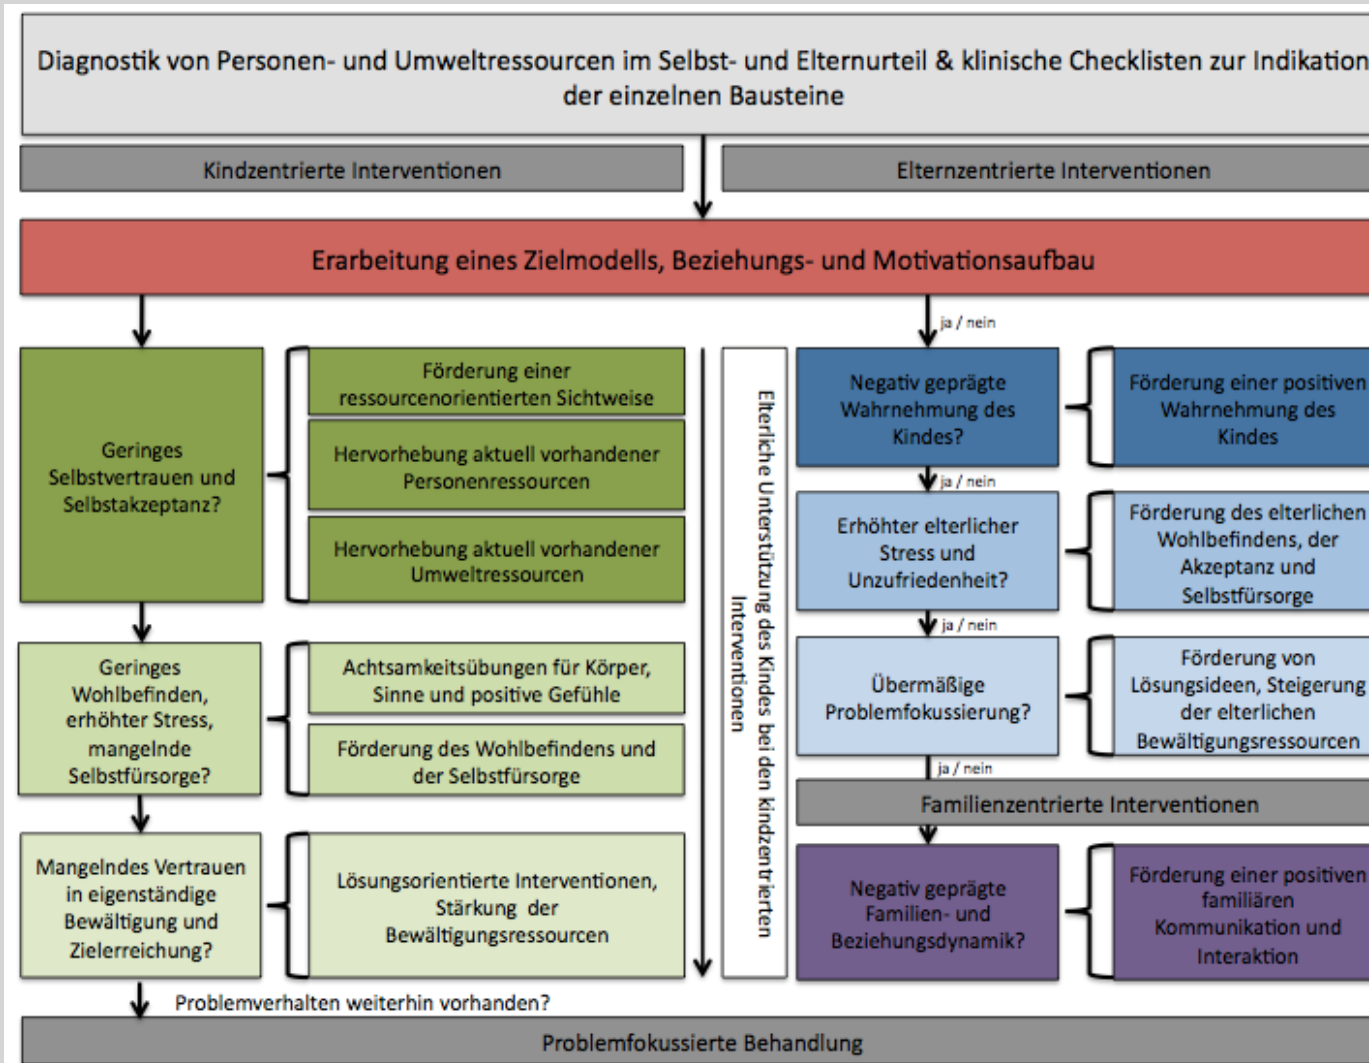 Diagnostik von Personen- und Umweltressourcen im Selbst- und Elternurteil & klinische Checklisten zur Indikation
der einzelnen Bausteine
Kindzentrierte Interventionen
Elternzentrierte Interventionen
Erarbeitung eines Zielmodells, Beziehungs- und Motivationsaufbau
Geringes
Selbstvertrauen und
Selbstakzeptanz?
Förderung einer
ressourcenorientierten Sichtweise
Hervorhebung aktuell vorhandener
Personenressourcen
Hervorhebung aktuell vorhandener
Umweltressourcen
Geringes
Wohlbefinden,
erhöhter Stress,
mangelnde
Selbstfürsorge?
Achtsamkeitsübungen für Körper,
Sinne und positive Gefühle
Förderung des Wohlbefindens und
der Selbstfürsorge
Mangelndes Vertrauen
in eigenständige
Bewältigung und
Zielerreichung?
Lösungsorientierte Interventionen,
Stärkung der
Bewältigungsressourcen
Elterliche Unterstützung des Kindes bei den kindzentrierten
Interventionen
ja / nein
Negativ geprägte
Wahrnehmung des
Kindes?
Förderung einer positiven
Wahrnehmung des
Kindes
ja / nein
Erhöhter elterlicher
Stress und
Unzufriedenheit?
Förderung des elterlichen
Wohlbefindens, der
Akzeptanz und
Selbstfürsorge
ja / nein
Übermäßige
Problemfokussierung?
Förderung von
Lösungsideen, Steigerung
der elterlichen
Bewältigungsressourcen
ja / nein
Familienzentrierte Interventionen
Negativ geprägte
Familien- und
Beziehungsdynamik?
Förderung einer positiven
familiären
Kommunikation und
Interaktion
Problemverhalten weiterhin vorhanden?
Problemfokussierte Behandlung